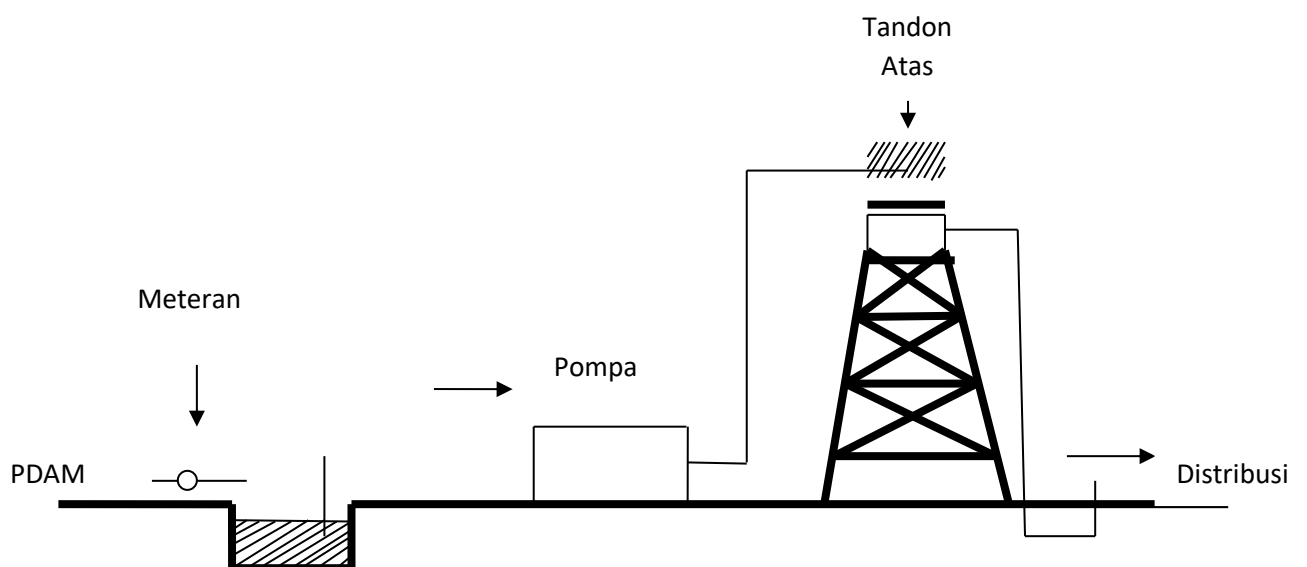 Tandon
Atas
Meteran
Pompa
PDAM
Distribusi